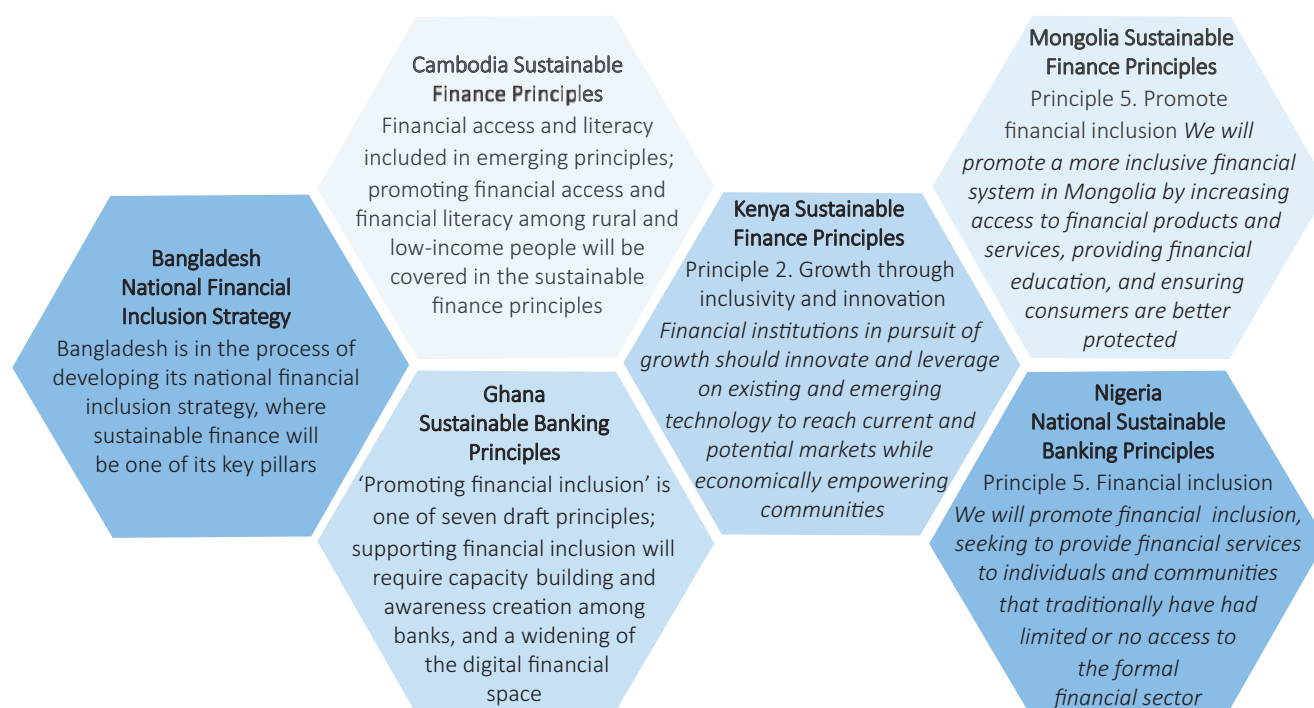 Bangladesh
National Financial
Inclusion Strategy
Bangladesh is in the process of
developing its national financial
inclusion strategy, where
sustainable finance will
be one of its key pillars
Cambodia Sustainable
Finance Principles
Financial access and literacy
included in emerging principles;
promoting financial access and
financial literacy among rural and
low-income people will be
covered in the sustainable
finance principles
Ghana
Sustainable Banking
Principles
‘Promoting financial inclusion’ is
one of seven draft principles;
supporting financial inclusion will
require capacity building and
awareness creation among
banks, and a widening of
the digital financial
space
Kenya Sustainable
Finance Principles
Principle 2. Growth through
inclusivity and innovation
Financial institutions in pursuit of
growth should innovate and leverage
on existing and emerging
technology to reach current and
potential markets while
economically empowering
communities
Mongolia Sustainable
Finance Principles
Principle 5. Promote
financial inclusion We will
promote a more inclusive financial
system in Mongolia by increasing
access to financial products and
services, providing financial
education, and ensuring
consumers are better
protected
Nigeria
National Sustainable
Banking Principles
Principle 5. Financial inclusion
We will promote financial inclusion,
seeking to provide financial services
to individuals and communities
that traditionally have had
limited or no access to
the formal
financial sector